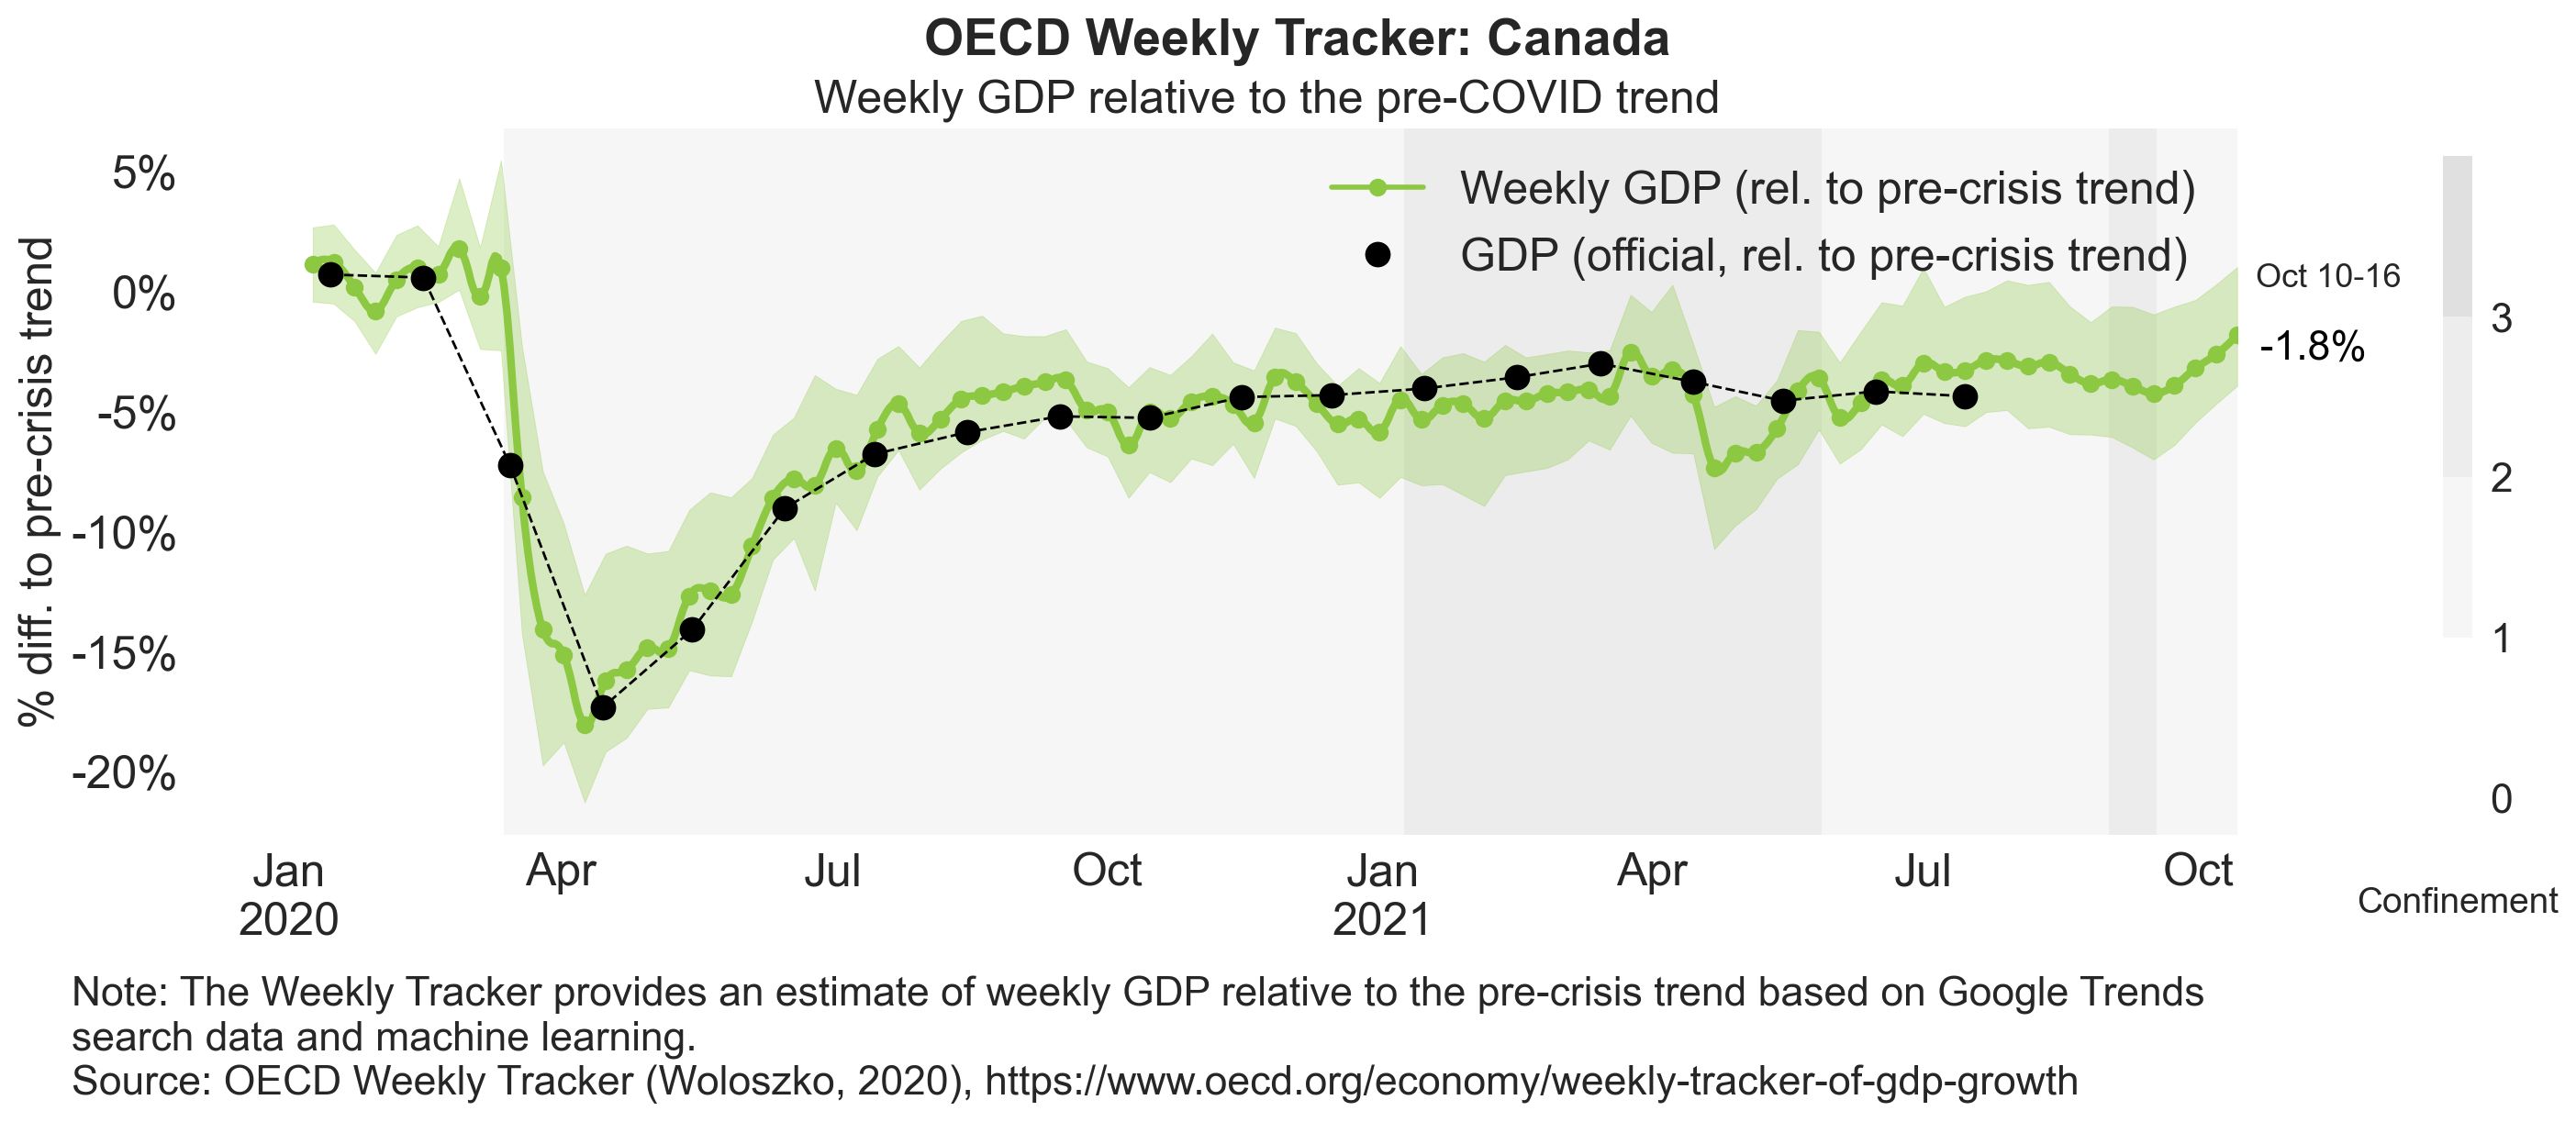 OECD Weekly Tracker: Canada
Weekly GDP relative to the pre-COVID trend
% diff. to pre-crisis trend
5%
0%
-5%
-10%
-15%
-20%
Weekly GDP (rel. to pre-crisis trend)
GDP (official, rel. to pre-crisis trend)
Oct 10-16
-1.8%
3
2
1
0
Confinement
Jan Apr Jul Oct Jan Apr Jul Oct
2020 2021
Note: The Weekly Tracker provides an estimate of weekly GDP relative to the pre-crisis trend based on Google Trends
search data and machine learning.
Source: OECD Weekly Tracker (Woloszko, 2020), https://www.oecd.org/economy/weekly-tracker-of-gdp-growth